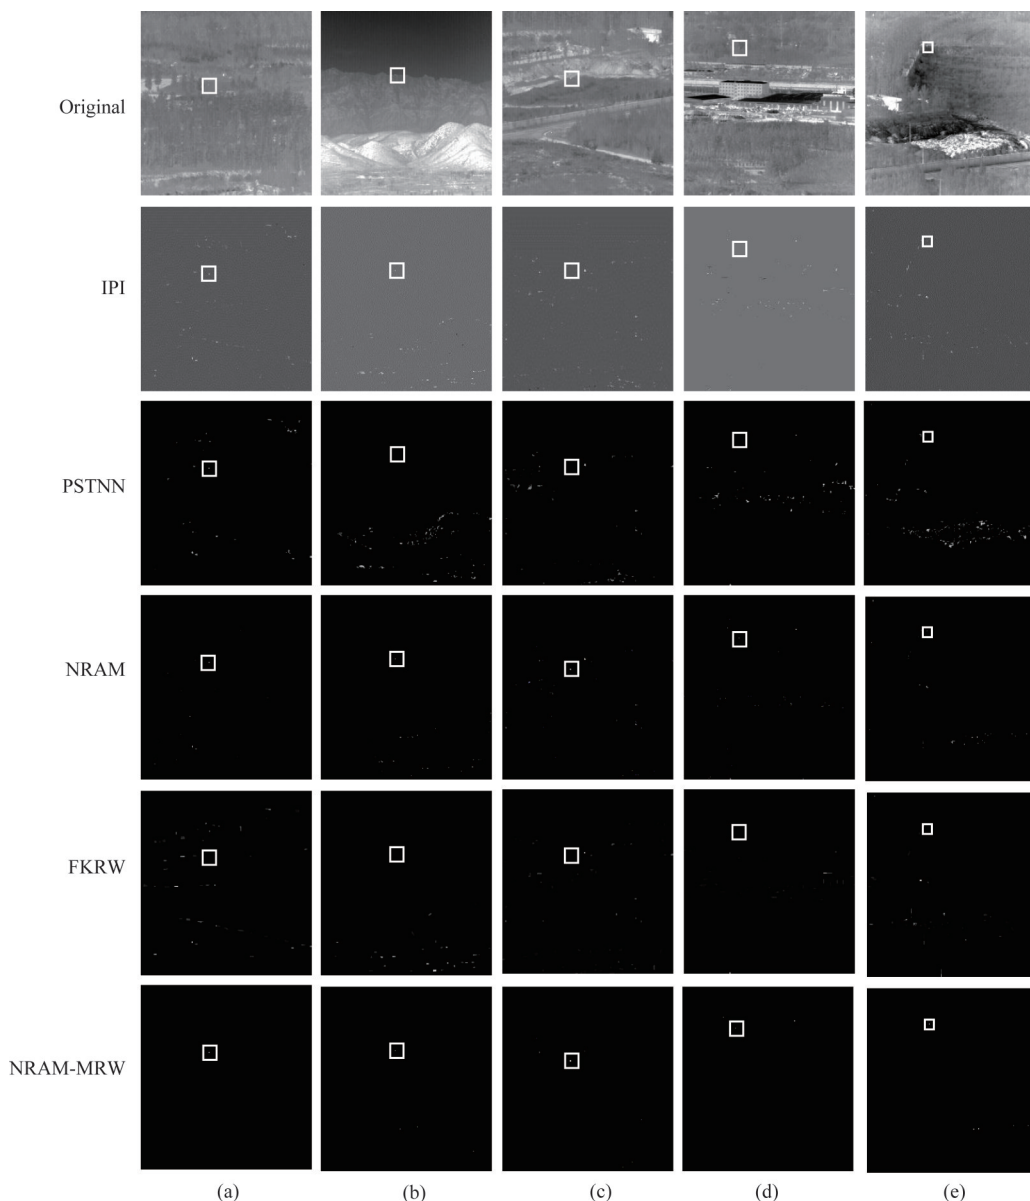 Original
IPI
PSTNN
NRAM
FKRW
NRAM-MRW
(a) (b) (c) (d) (e)